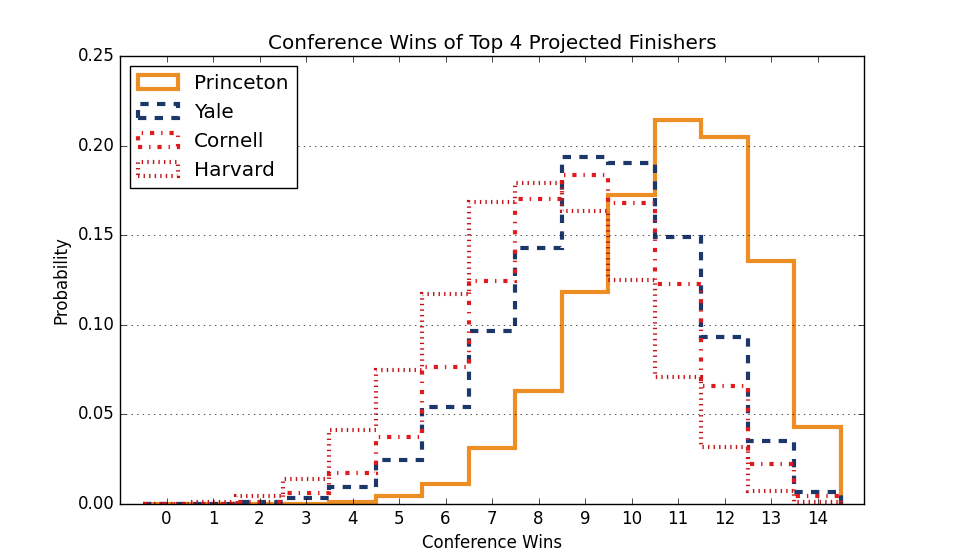 Conference Wins of Top 4 Projected Finishers
Princeton
Yale
Cornell
Harvard
Probability
0.25
0.20
0.15
0.10
0.05
0.00
0 1 2 3 4 5 6 7 8 9 10 11 12 13 14
Conference Wins